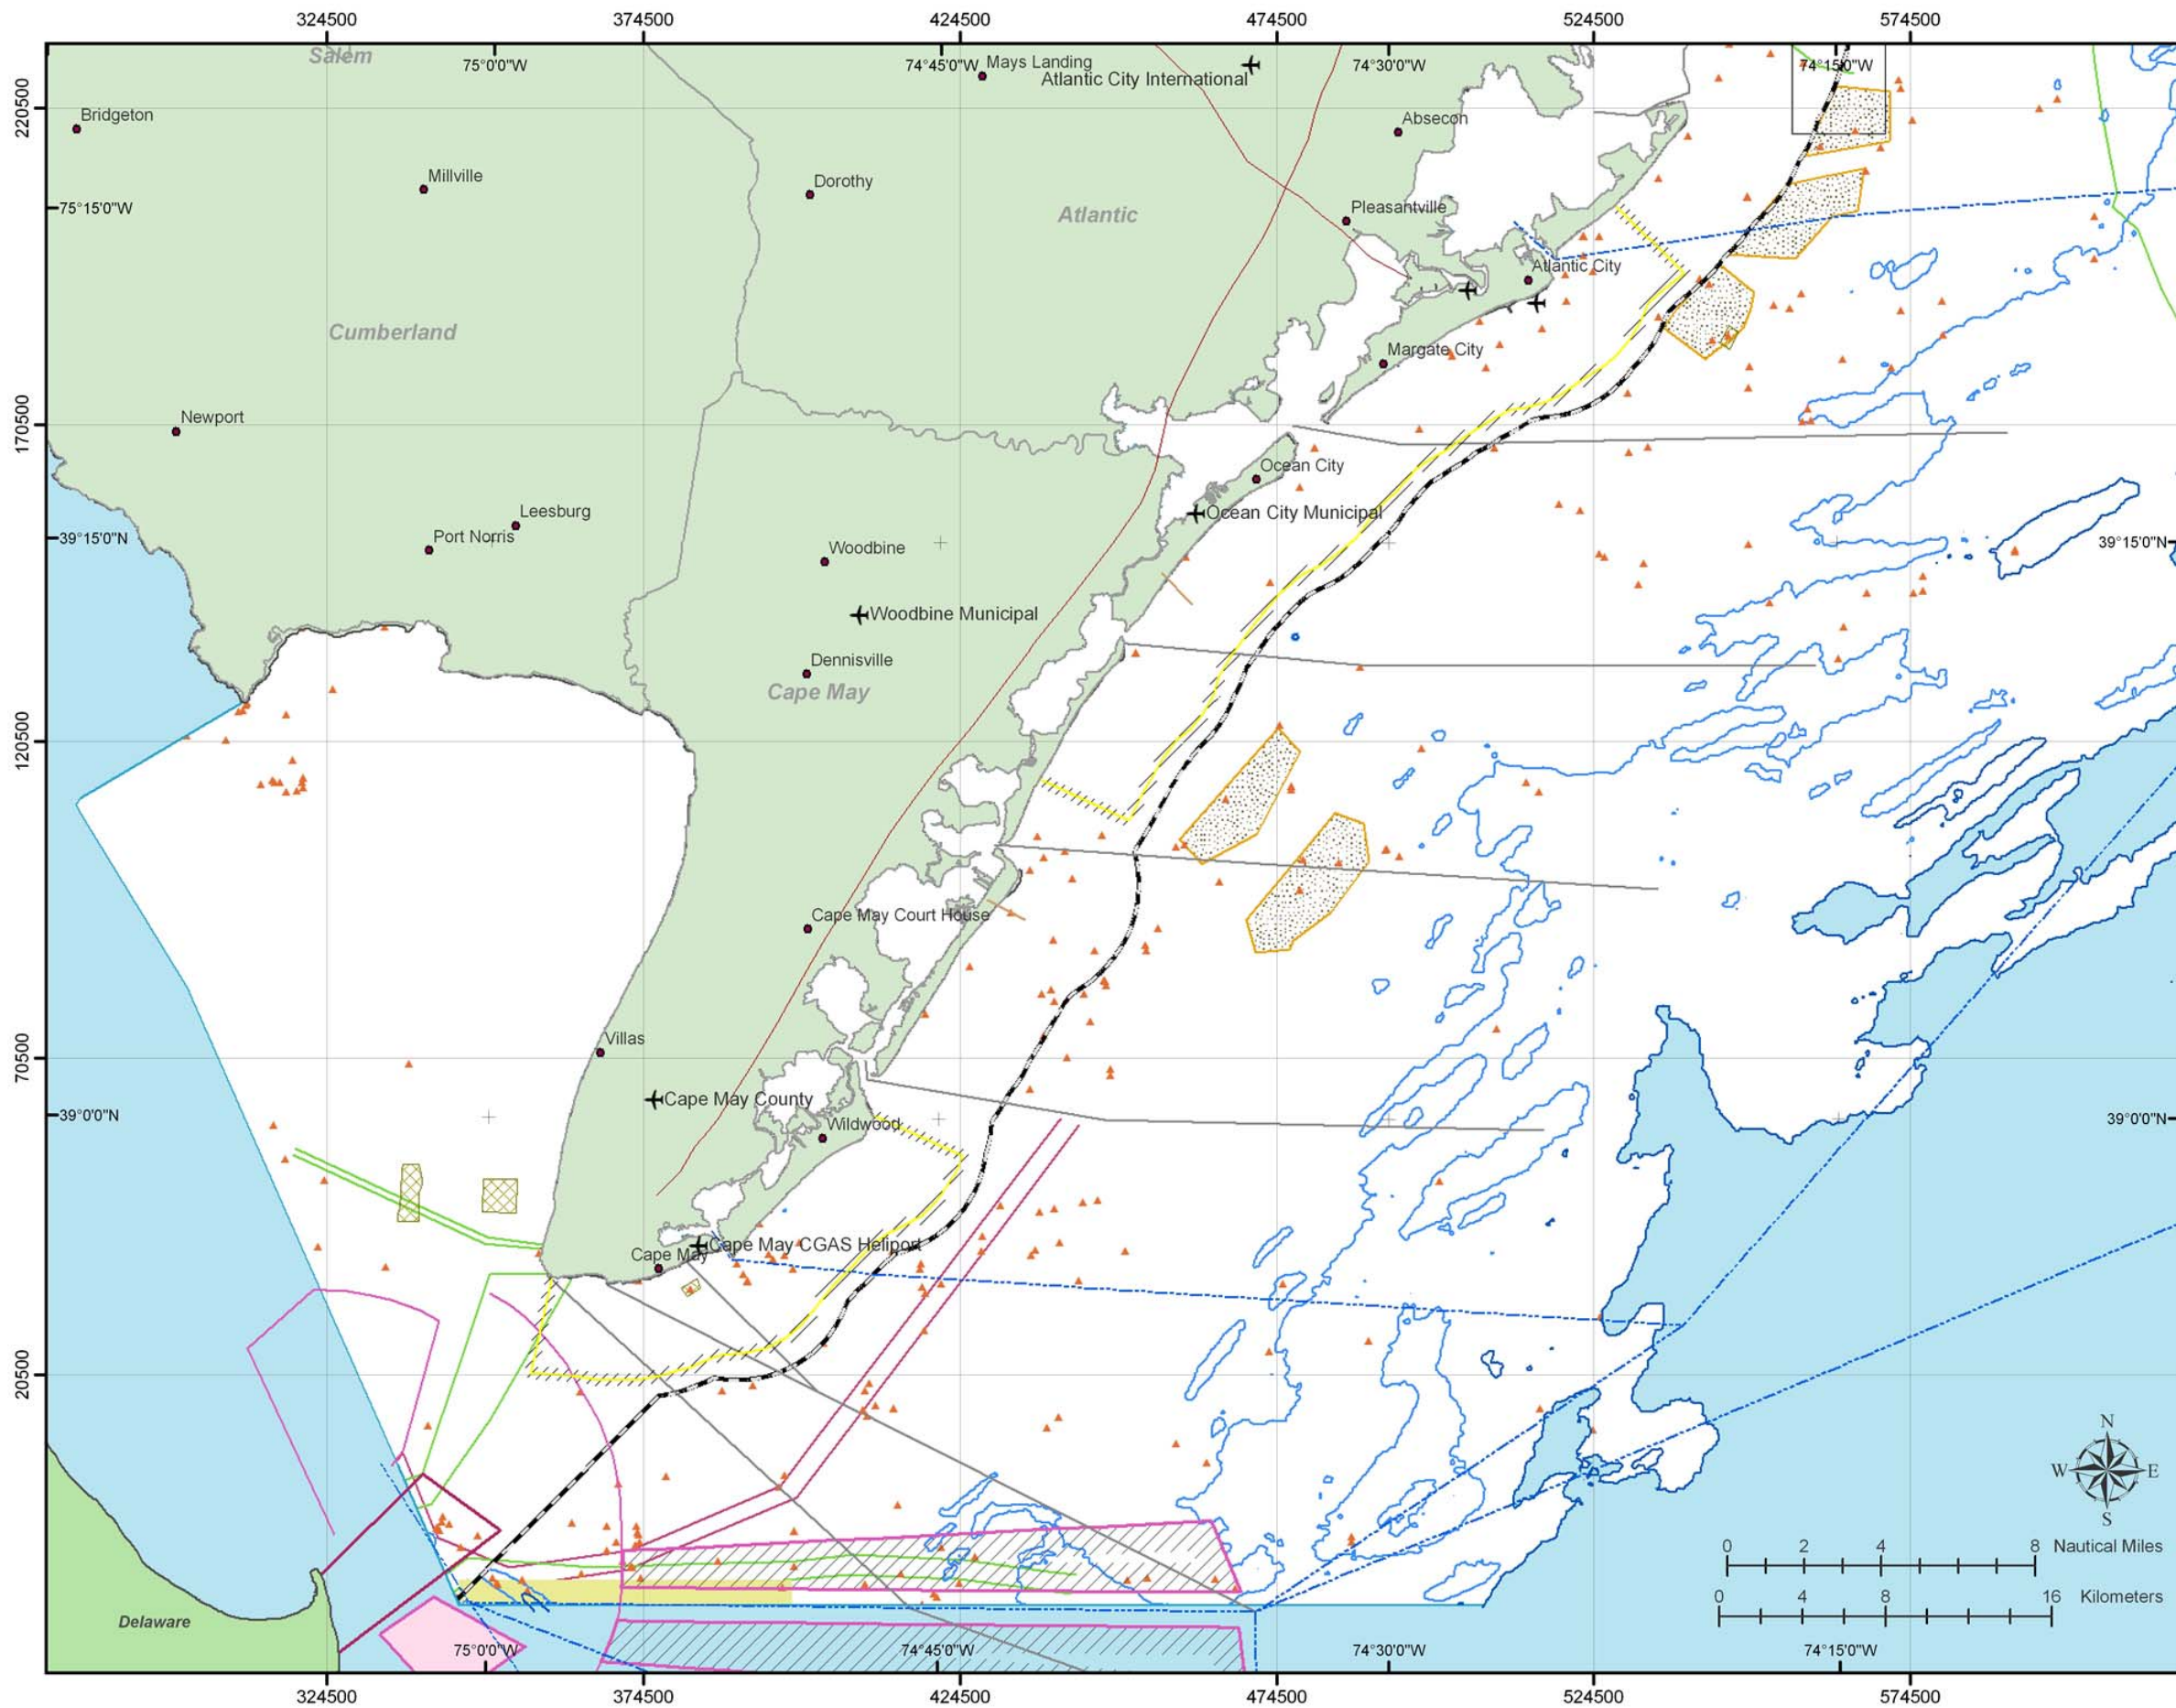 324500 374500 424500 474500 524500 574500
Salem
75°0'0"W
74°45'0"W
Mays Landing
Atlantic City International
74°30'0"W
74°15'0"W
220500
Bridgeton
Absecon
Millville
Dorothy
75°15'0"W
Atlantic
Pleasantville
Atlantic City
Cumberland
Margate City
170500
Newport
Ocean City
Leesburg
Ocean City Municipal
39°15'0"N
Port Norris
Woodbine
39°15'0"N
Woodbine Municipal
Dennisville
Cape May
120500
Cape May Court House
Villas
70500
Cape May County
39°0'0"N
Wildwood
39°0'0"N
Cape May CGAS Heliport
Cape May
20500
N
W E
S
0 2 4 8 Nautical Miles
0 4 8 16 Kilometers
Delaware
75°0'0"W
74°45'0"W
74°30'0"W
74°15'0"W
324500 374500 424500 474500 524500 574500